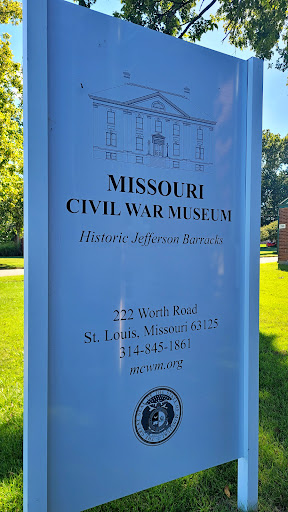 MISSOURI
CIVIL WAR MUSEUM
Historic Jefferson Barracks
222 Worth Road
St. Louis, Missouri 63125
314-845-1861
mcwm.org